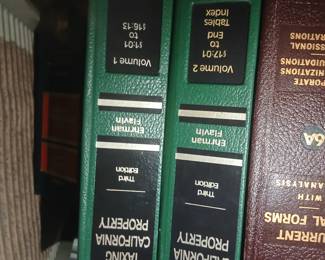 TAXING
CALIFORNIA
PROPERTY
Third Edition
Ehrman
Flavin
Volume 1
§1:01
to
§16:13
CALIFORNIA
PROPERTY
Third Edition
Ehrman
Flavin
Volume 2
§17:01
to
End
Tables
Index
CURRENT
FORMS
WITH
ANALYSIS
6A